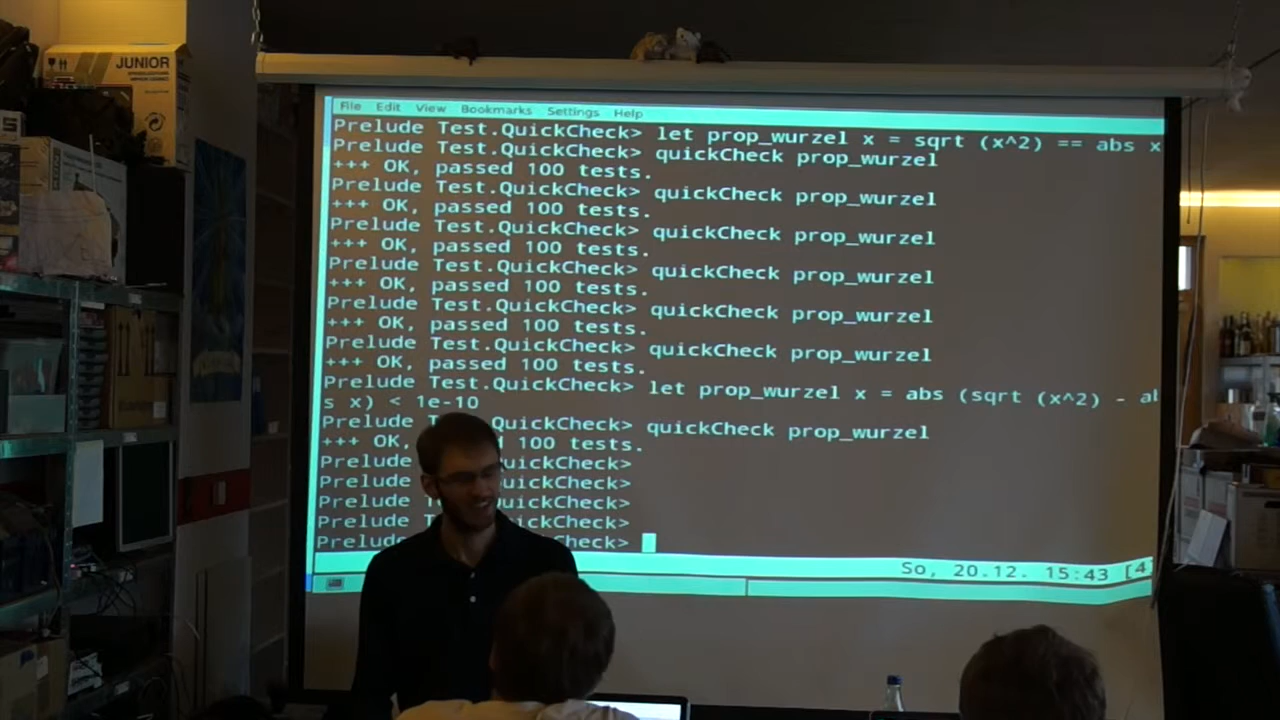 JUNIOR
File Edit View Bookmarks Settings Help
Prelude Test.QuickCheck> let prop_wurzel x = sqrt (x^2) == abs x
Prelude Test.QuickCheck> quickCheck prop_wurzel
+++ OK, passed 100 tests.
Prelude Test.QuickCheck> quickCheck prop_wurzel
+++ OK, passed 100 tests.
Prelude Test.QuickCheck> quickCheck prop_wurzel
+++ OK, passed 100 tests.
Prelude Test.QuickCheck> quickCheck prop_wurzel
+++ OK, passed 100 tests.
Prelude Test.QuickCheck> quickCheck prop_wurzel
+++ OK, passed 100 tests.
Prelude Test.QuickCheck> quickCheck prop_wurzel
+++ OK, passed 100 tests.
Prelude Test.QuickCheck> let prop_wurzel x = abs (sqrt (x^2) - ab
s x) < 1e-10
Prelude Test.QuickCheck> quickCheck prop_wurzel
+++ OK, d 100 tests.
Prelude uickCheck>
Prelude uickCheck>
Prelude T uickCheck>
Prelude T ickCheck>
Prelude Check>
So, 20.12. 15:43 [4